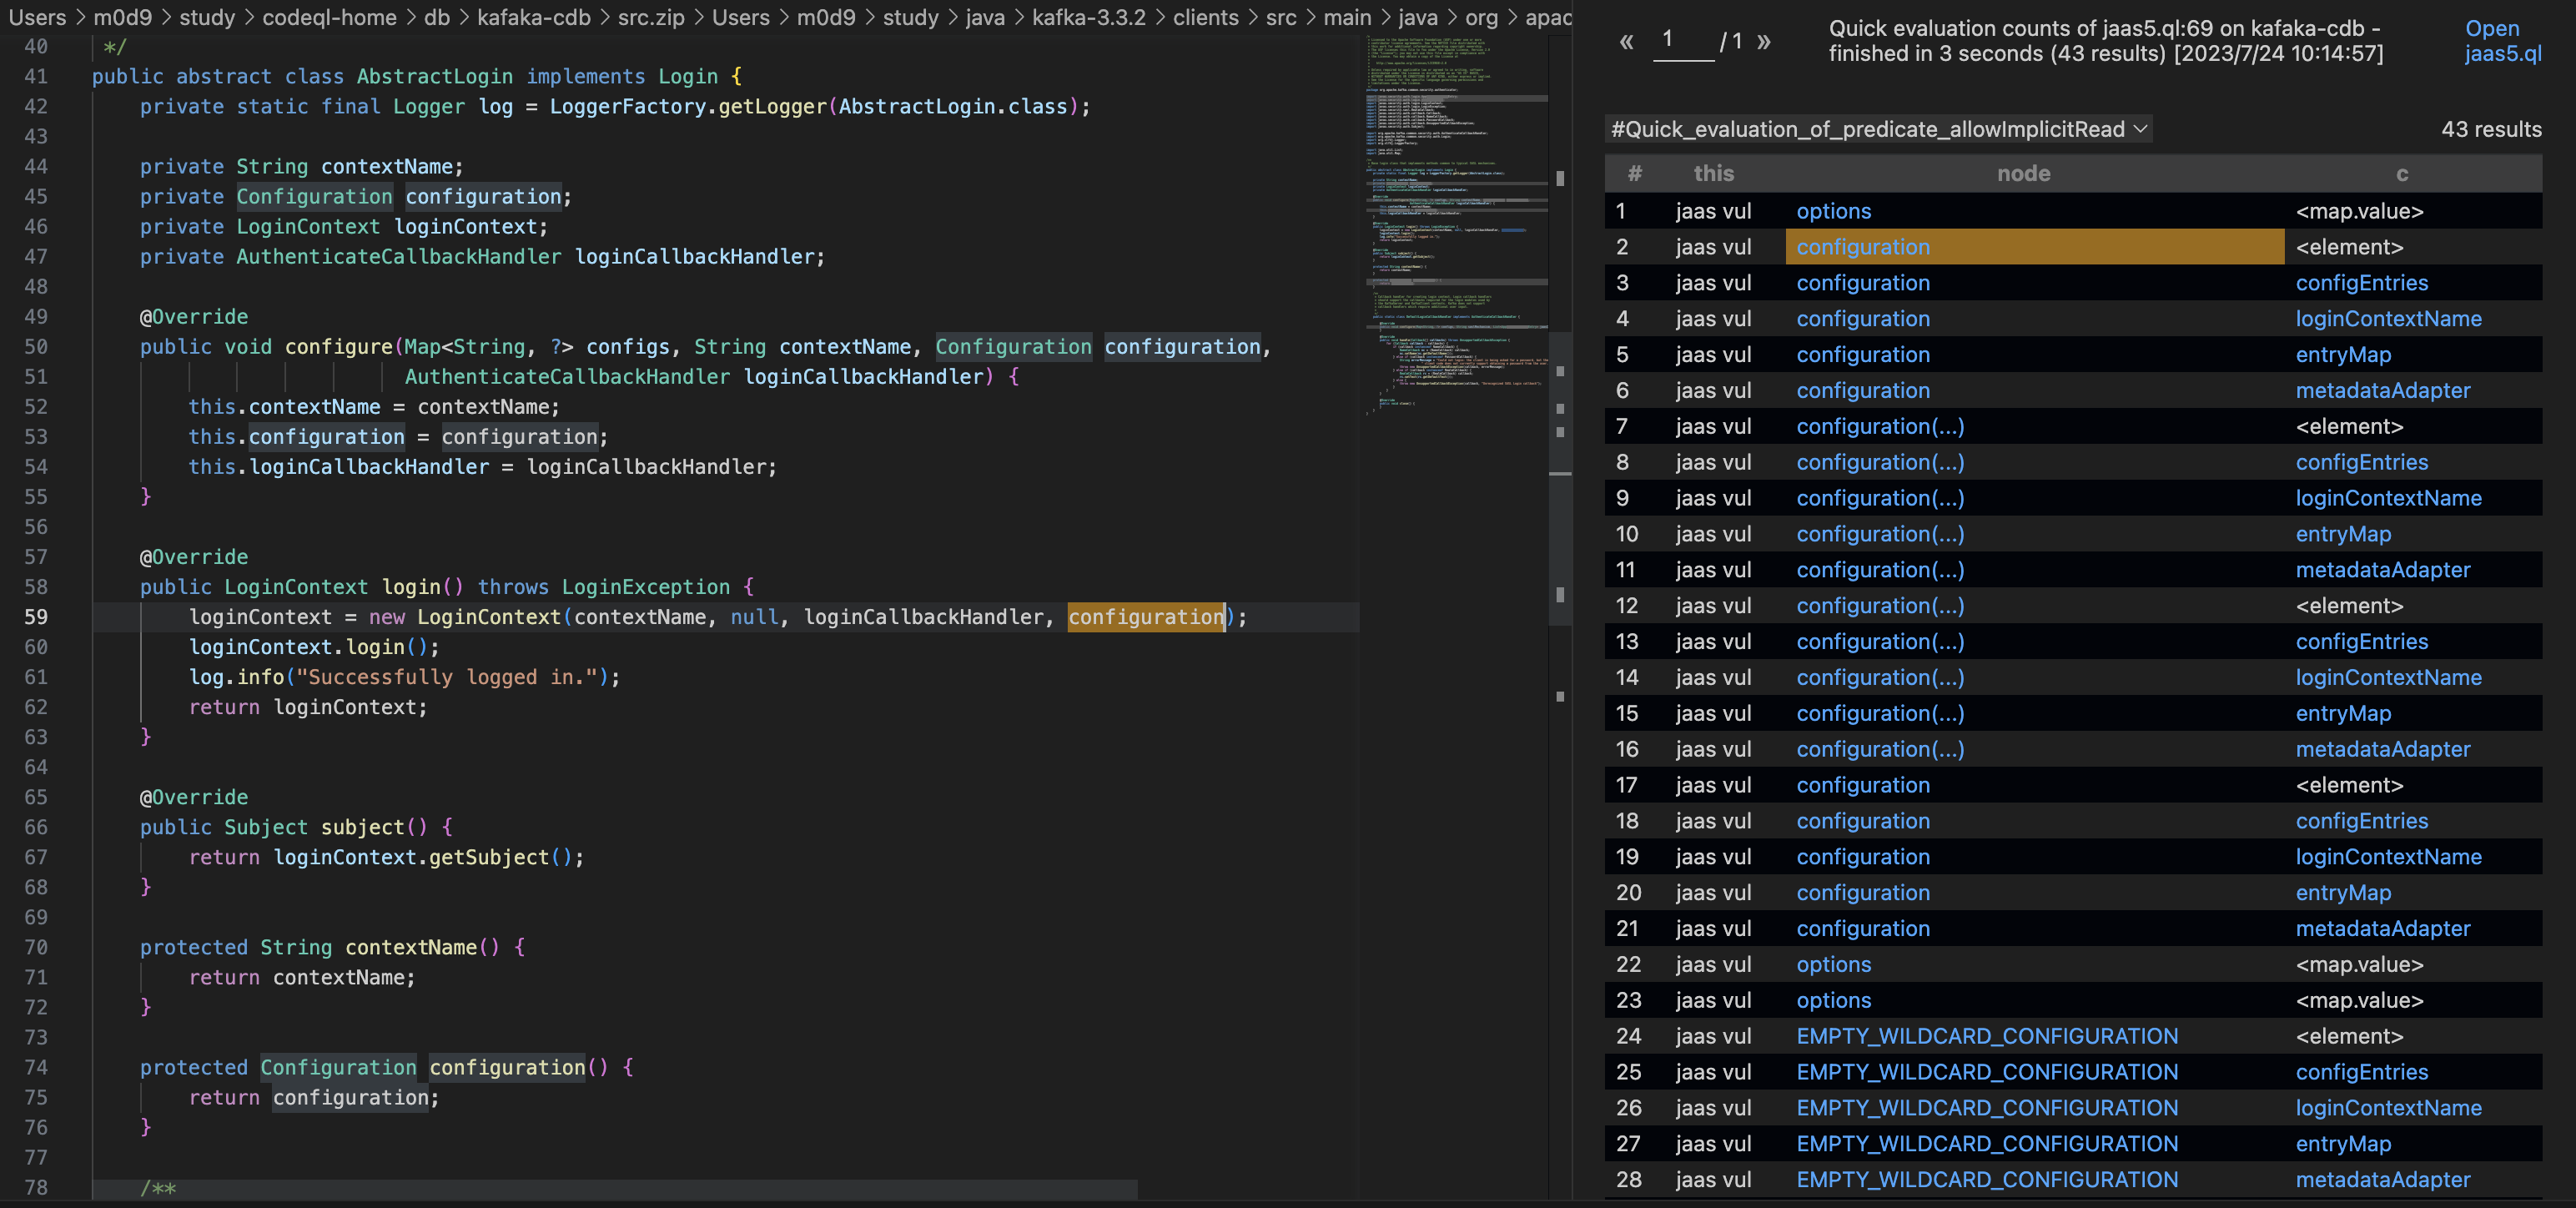 Users > m0d9 > study > codeql-home > db > kafaka-cdb > src.zip > Users > m0d9 > study > java > kafka-3.3.2 > clients > src > main > java > org > apac
40 */
41 public abstract class AbstractLogin implements Login {
42 private static final Logger log = LoggerFactory.getLogger(AbstractLogin.class);
43
44 private String contextName;
45 private Configuration configuration;
46 private LoginContext loginContext;
47 private AuthenticateCallbackHandler loginCallbackHandler;
48
49 @Override
50 public void configure(Map<String, ?> configs, String contextName, Configuration configuration,
51 AuthenticateCallbackHandler loginCallbackHandler) {
52 this.contextName = contextName;
53 this.configuration = configuration;
54 this.loginCallbackHandler = loginCallbackHandler;
55 }
56
57 @Override
58 public LoginContext login() throws LoginException {
59 loginContext = new LoginContext(contextName, null, loginCallbackHandler, configuration);
60 loginContext.login();
61 log.info("Successfully logged in.");
62 return loginContext;
63 }
64
65 @Override
66 public Subject subject() {
67 return loginContext.getSubject();
68 }
69
70 protected String contextName() {
71 return contextName;
72 }
73
74 protected Configuration configuration() {
75 return configuration;
76 }
77
78 /**
« 1 / 1 »
Quick evaluation counts of jaas5.ql:69 on kafaka-cdb -
finished in 3 seconds (43 results) [2023/7/24 10:14:57]
Open
jaas5.ql
#Quick_evaluation_of_predicate_allowImplicitRead 43 results
# this node c
1 jaas vul options <map.value>
2 jaas vul configuration <element>
3 jaas vul configuration configEntries
4 jaas vul configuration loginContextName
5 jaas vul configuration entryMap
6 jaas vul configuration metadataAdapter
7 jaas vul configuration(...) <element>
8 jaas vul configuration(...) configEntries
9 jaas vul configuration(...) loginContextName
10 jaas vul configuration(...) entryMap
11 jaas vul configuration(...) metadataAdapter
12 jaas vul configuration(...) <element>
13 jaas vul configuration(...) configEntries
14 jaas vul configuration(...) loginContextName
15 jaas vul configuration(...) entryMap
16 jaas vul configuration(...) metadataAdapter
17 jaas vul configuration <element>
18 jaas vul configuration configEntries
19 jaas vul configuration loginContextName
20 jaas vul configuration entryMap
21 jaas vul configuration metadataAdapter
22 jaas vul options <map.value>
23 jaas vul options <map.value>
24 jaas vul EMPTY_WILDCARD_CONFIGURATION <element>
25 jaas vul EMPTY_WILDCARD_CONFIGURATION configEntries
26 jaas vul EMPTY_WILDCARD_CONFIGURATION loginContextName
27 jaas vul EMPTY_WILDCARD_CONFIGURATION entryMap
28 jaas vul EMPTY_WILDCARD_CONFIGURATION metadataAdapter